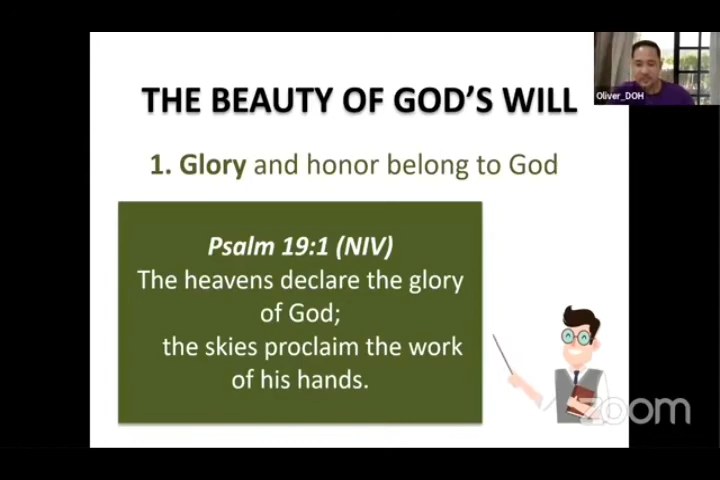 THE BEAUTY OF GOD'S WILL
Oliver_DOH
1. Glory and honor belong to God
Psalm 19:1 (NIV)
The heavens declare the glory
of God;
the skies proclaim the work
of his hands.
zoom